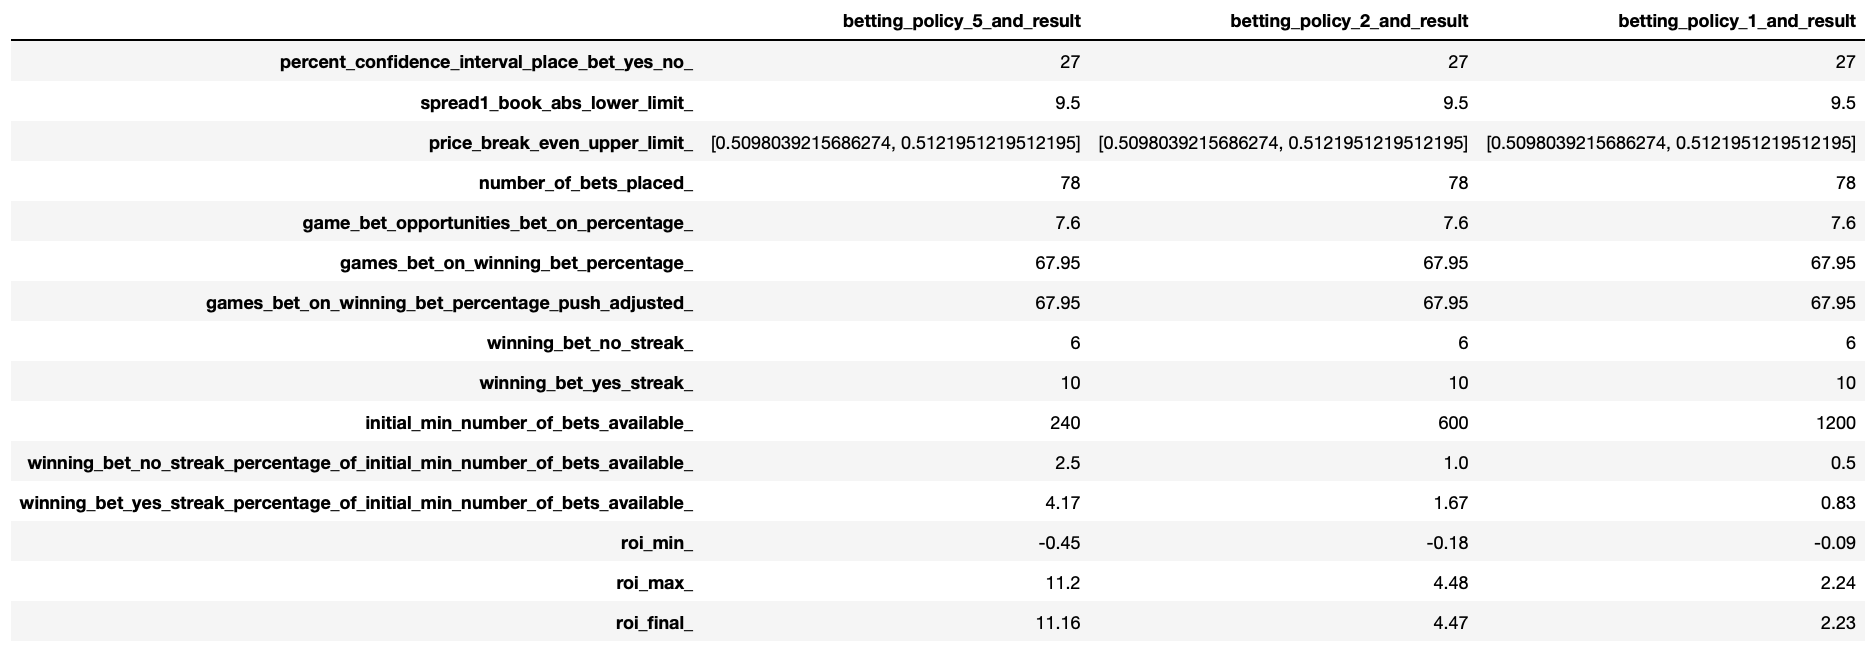 betting_policy_5_and_result betting_policy_2_and_result betting_policy_1_and_result
percent_confidence_interval_place_bet_yes_no_ 27 27 27
spread1_book_abs_lower_limit_ 9.5 9.5 9.5
price_break_even_upper_limit_ [0.5098039215686274, 0.5121951219512195] [0.5098039215686274, 0.5121951219512195] [0.5098039215686274, 0.5121951219512195]
number_of_bets_placed_ 78 78 78
game_bet_opportunities_bet_on_percentage_ 7.6 7.6 7.6
games_bet_on_winning_bet_percentage_ 67.95 67.95 67.95
games_bet_on_winning_bet_percentage_push_adjusted_ 67.95 67.95 67.95
winning_bet_no_streak_ 6 6 6
winning_bet_yes_streak_ 10 10 10
initial_min_number_of_bets_available_ 240 600 1200
winning_bet_no_streak_percentage_of_initial_min_number_of_bets_available_ 2.5 1.0 0.5
winning_bet_yes_streak_percentage_of_initial_min_number_of_bets_available_ 4.17 1.67 0.83
roi_min_ -0.45 -0.18 -0.09
roi_max_ 11.2 4.48 2.24
roi_final_ 11.16 4.47 2.23